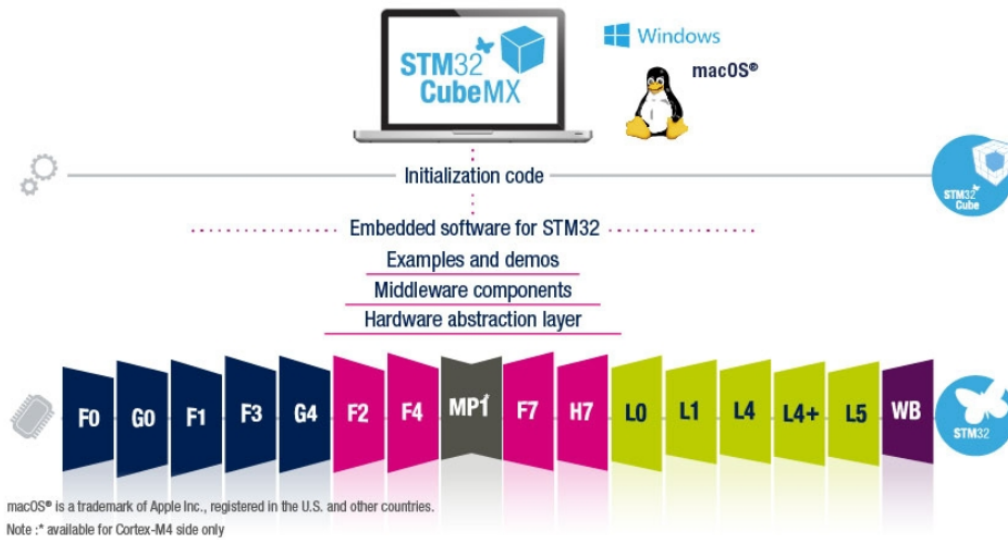 STM32
CubeMX
Windows
macOS®
Initialization code
STM32
Cube
Embedded software for STM32
Examples and demos
Middleware components
Hardware abstraction layer
F0 G0 F1 F3 G4 F2 F4 MP1* F7 H7 L0 L1 L4 L4+ L5 WB
STM32
macOS® is a trademark of Apple Inc., registered in the U.S. and other countries.
Note :* available for Cortex-M4 side only